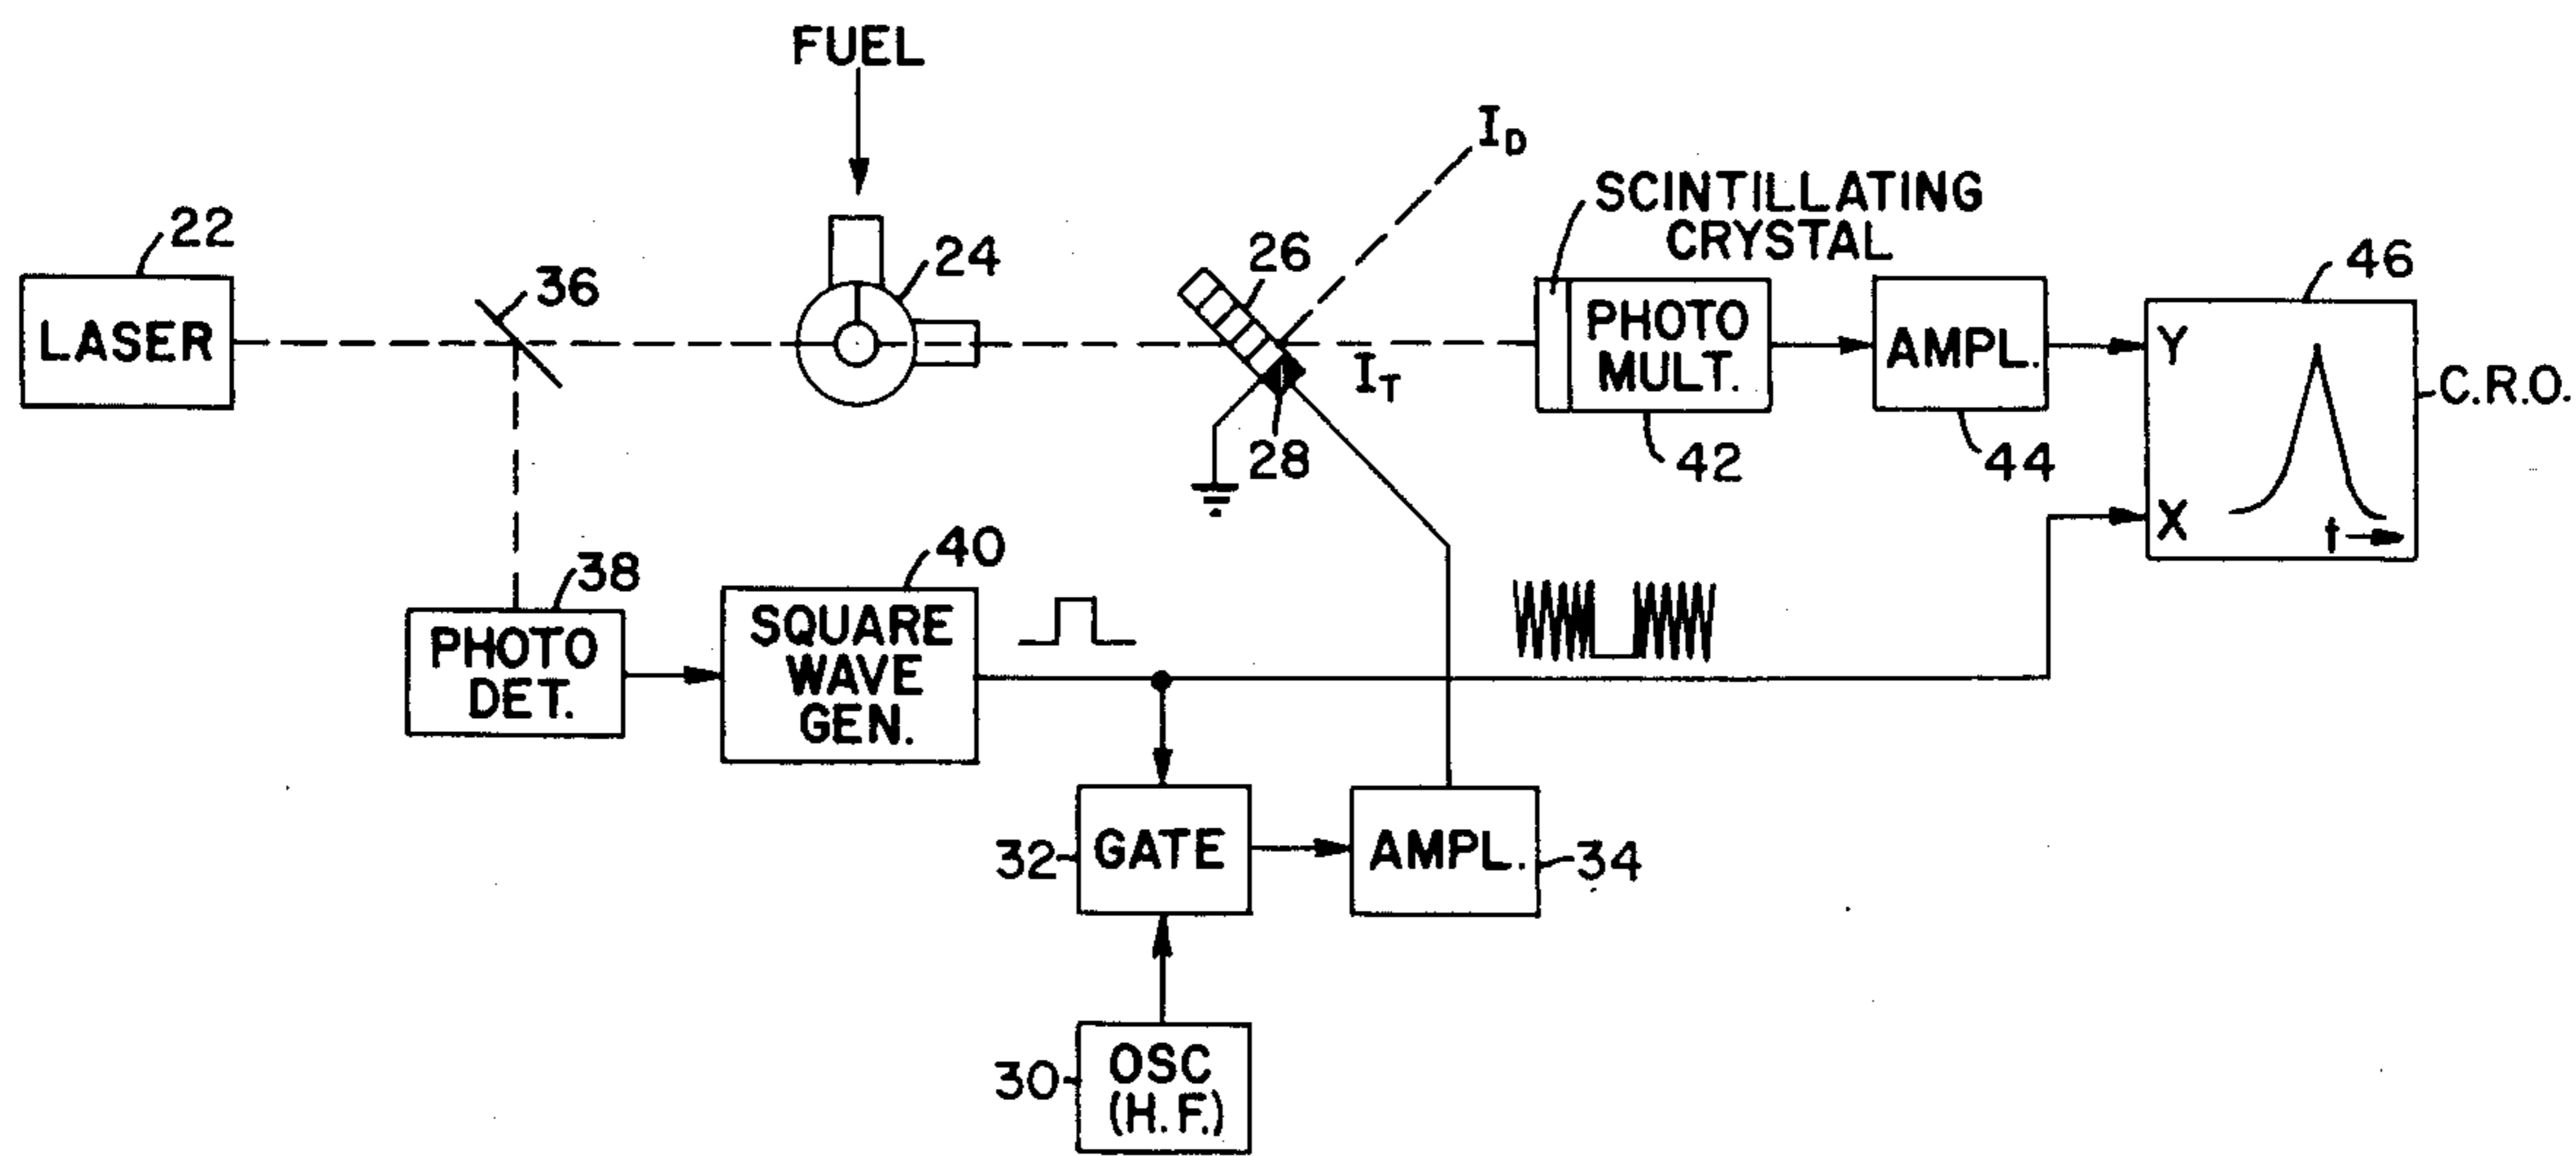 FUEL
I_D
SCINTILLATING
CRYSTAL
22
36
24
26
46
LASER
PHOTO
MULT.
AMPL.
Y
I_T
C.R.O.
28
42
44
X
t
38
40
PHOTO
DET.
SQUARE
WAVE
GEN.
32
GATE
AMPL.
34
30
OSC
(H.F.)